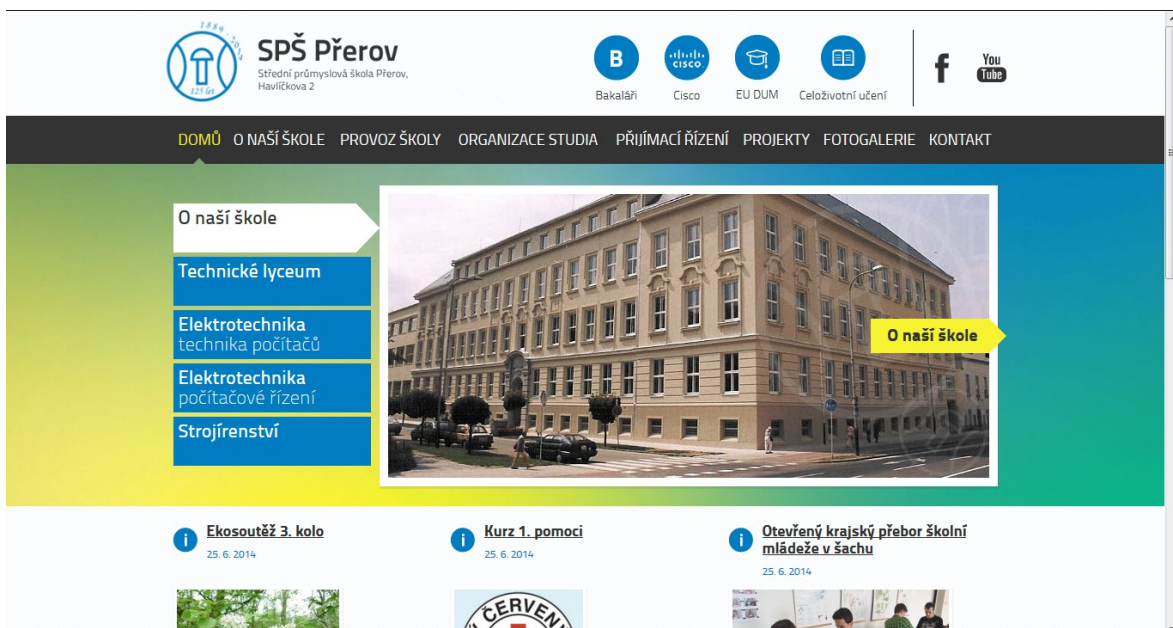 1889 - 2014
125 let
SPŠ Přerov
Střední průmyslová škola Přerov,
Havlíčkova 2
B
cisco.
Bakaláři
Cisco
EU DUM
Celoživotní učení
f
You
Tube
DOMŮ O NAŠÍ ŠKOLE PROVOZ ŠKOLY ORGANIZACE STUDIA PŘIJÍMACÍ ŘÍZENÍ PROJEKTY FOTOGALERIE KONTAKT
O naší škole
Technické lyceum
Elektrotechnika
technika počítačů
Elektrotechnika
počítačové řízení
Strojírenství
O naší škole
i
Ekosoutěž 3. kolo
25. 6. 2014
i
Kurz 1. pomoci
25. 6. 2014
i
Otevřený krajský přebor školní
mládeže v šachu
25. 6. 2014